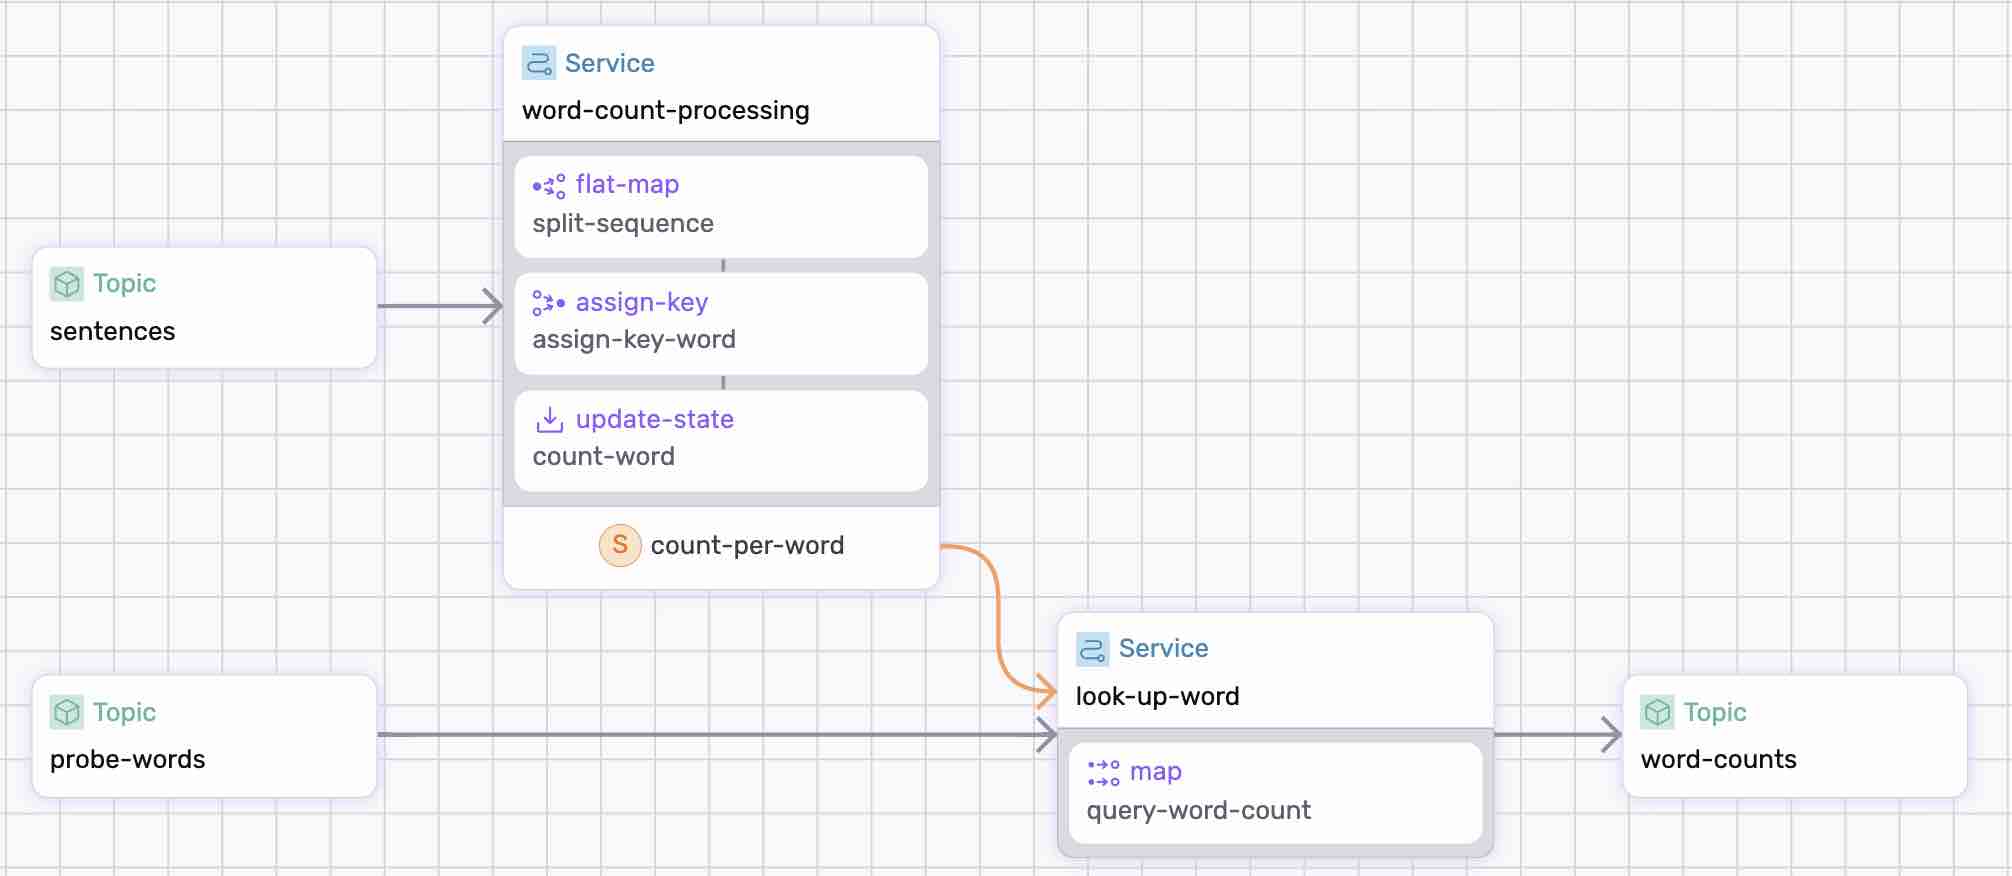 Service
word-count-processing
flat-map
split-sequence
assign-key
assign-key-word
update-state
count-word
S count-per-word
Topic
sentences
Topic
probe-words
Service
look-up-word
map
query-word-count
Topic
word-counts